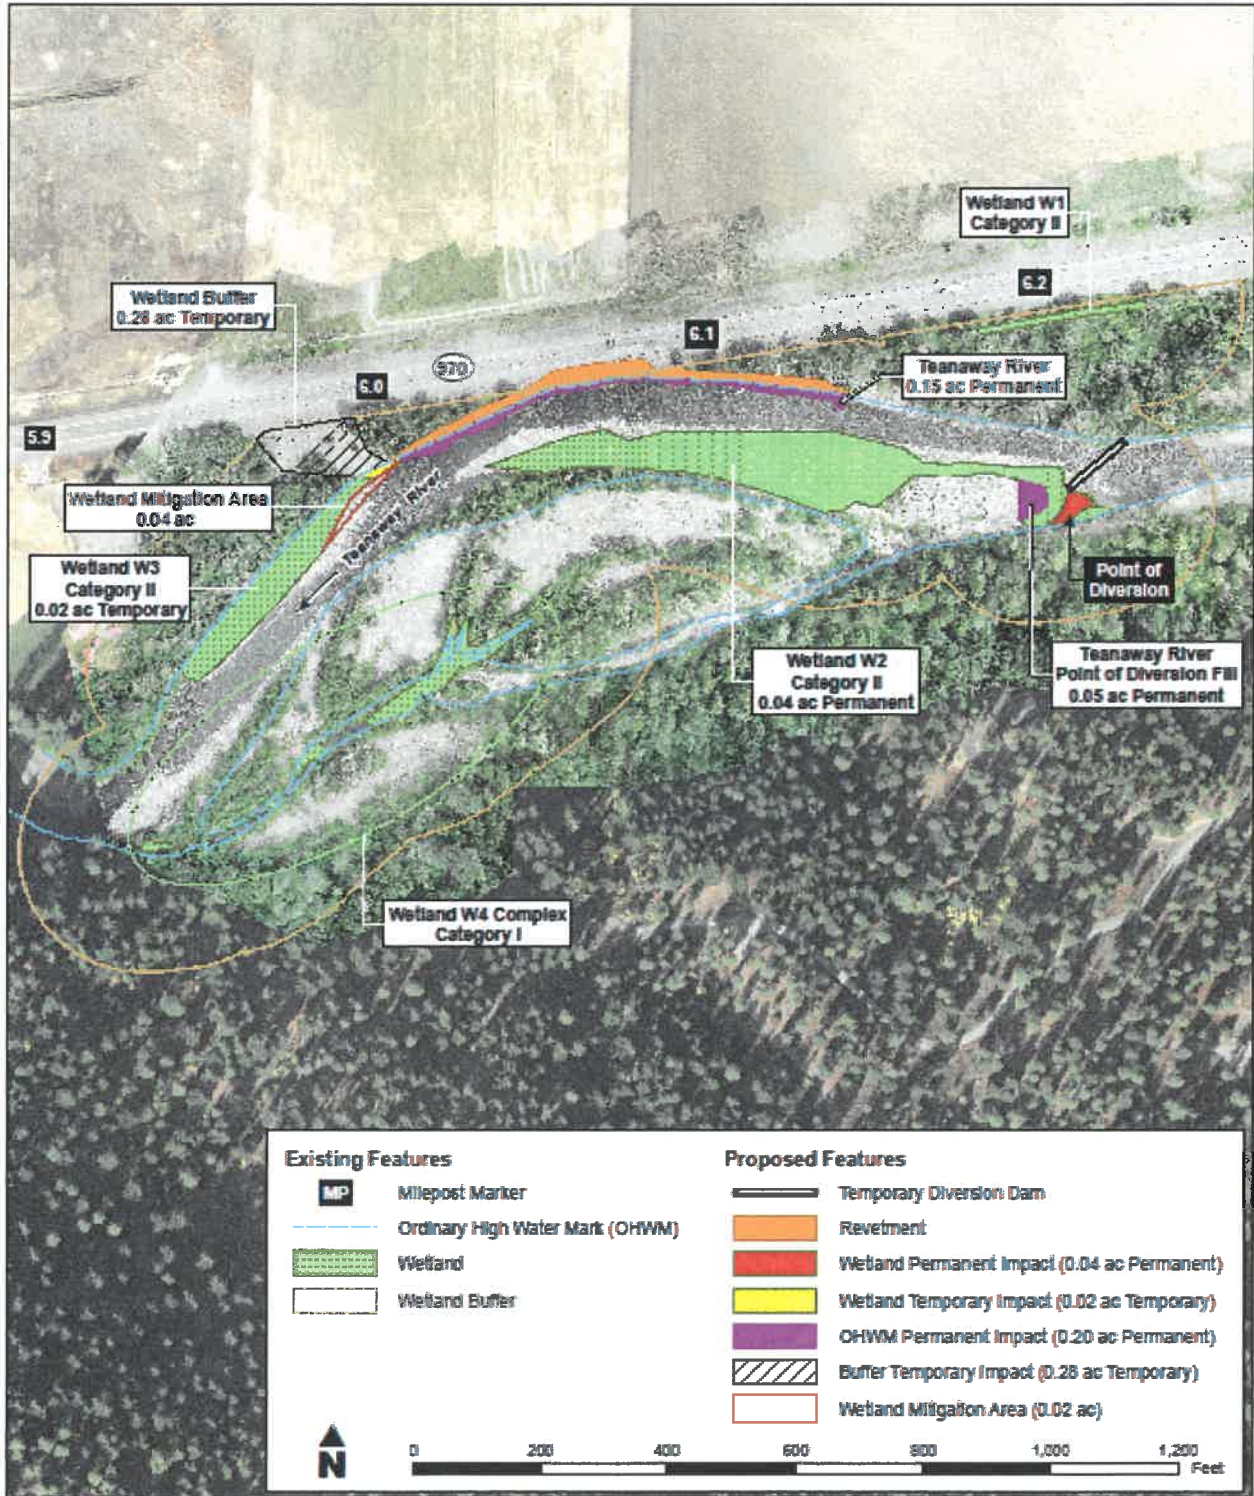 Wetland W1
Category II
6.2
Wetland Buffer
0.28 ac Temporary
6.1
970
Teanaway River
0.15 ac Permanent
6.0
5.9
Wetland Mitigation Area
0.04 ac
Teanaway River
Wetland W3
Category II
0.02 ac Temporary
Point of
Diversion
Wetland W2
Category II
0.04 ac Permanent
Teanaway River
Point of Diversion Fill
0.05 ac Permanent
Wetland W4 Complex
Category I
Existing Features
MP Milepost Marker
Ordinary High Water Mark (OHWM)
Wetland
Wetland Buffer
Proposed Features
Temporary Diversion Dam
Revetment
Wetland Permanent Impact (0.04 ac Permanent)
Wetland Temporary Impact (0.02 ac Temporary)
OHWM Permanent Impact (0.20 ac Permanent)
Buffer Temporary Impact (0.28 ac Temporary)
Wetland Mitigation Area (0.02 ac)
N
0 200 400 600 800 1,000 1,200
Feet